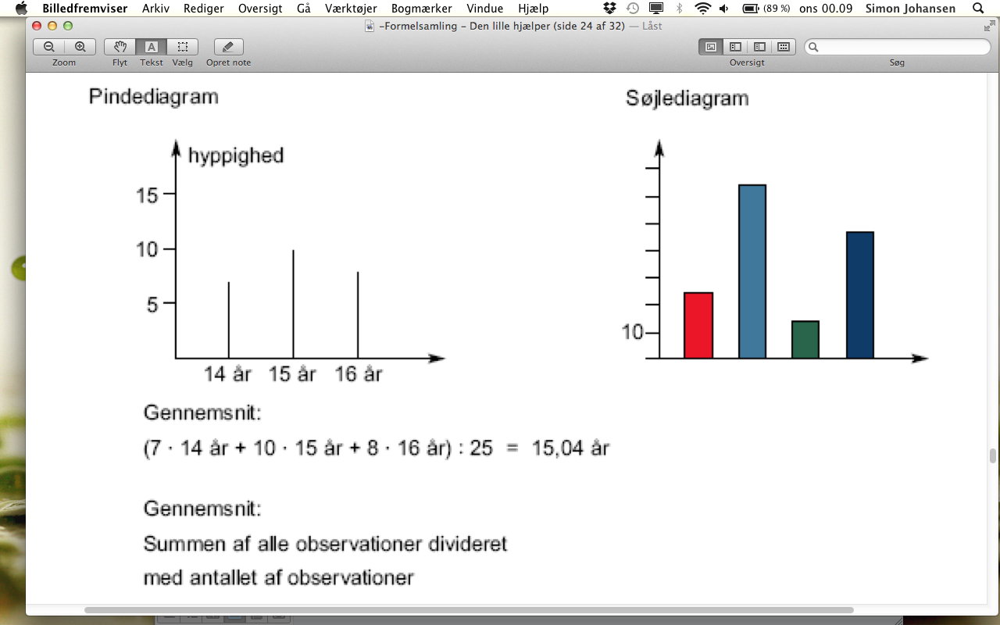 Billedfremviser Arkiv Rediger Oversigt Gå Værktøjer Bogmærker Vindue Hjælp (89 %) ons 00.09 Simon Johansen
-Formelsamling – Den lille hjælper (side 24 af 32) — Låst
Zoom Flyt Tekst Vælg Opret note Oversigt Søg
Pindediagram
Søjlediagram
hyppighed
15
10
5
14 år 15 år 16 år
10
Gennemsnit:
(7 · 14 år + 10 · 15 år + 8 · 16 år) : 25 = 15,04 år
Gennemsnit:
Summen af alle observationer divideret
med antallet af observationer